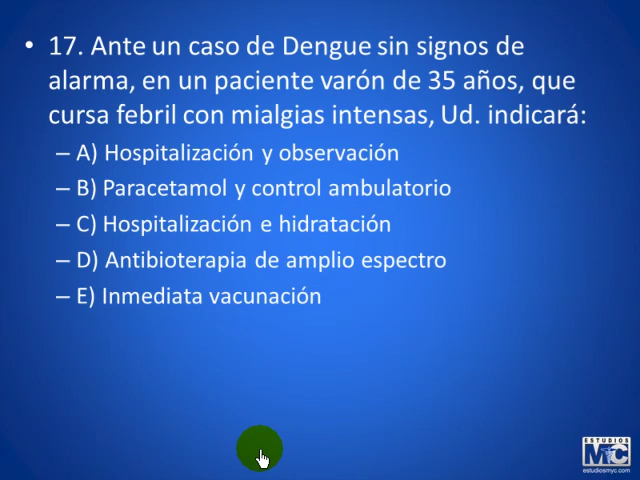 • 17. Ante un caso de Dengue sin signos de
alarma, en un paciente varón de 35 años, que
cursa febril con mialgias intensas, Ud. indicará:
– A) Hospitalización y observación
– B) Paracetamol y control ambulatorio
– C) Hospitalización e hidratación
– D) Antibioterapia de amplio espectro
– E) Inmediata vacunación
ESTUDIOS
MyC
estudiosmyc.com